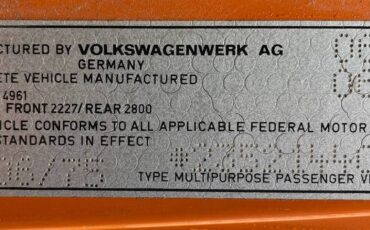 CTURED BY VOLKSWAGENWERK AG
GERMANY
ETE VEHICLE MANUFACTURED
4961
FRONT 2227/REAR 2800
ICLE CONFORMS TO ALL APPLICABLE FEDERAL MOTOR
STANDARDS IN EFFECT
TYPE MULTIPURPOSE PASSENGER VE